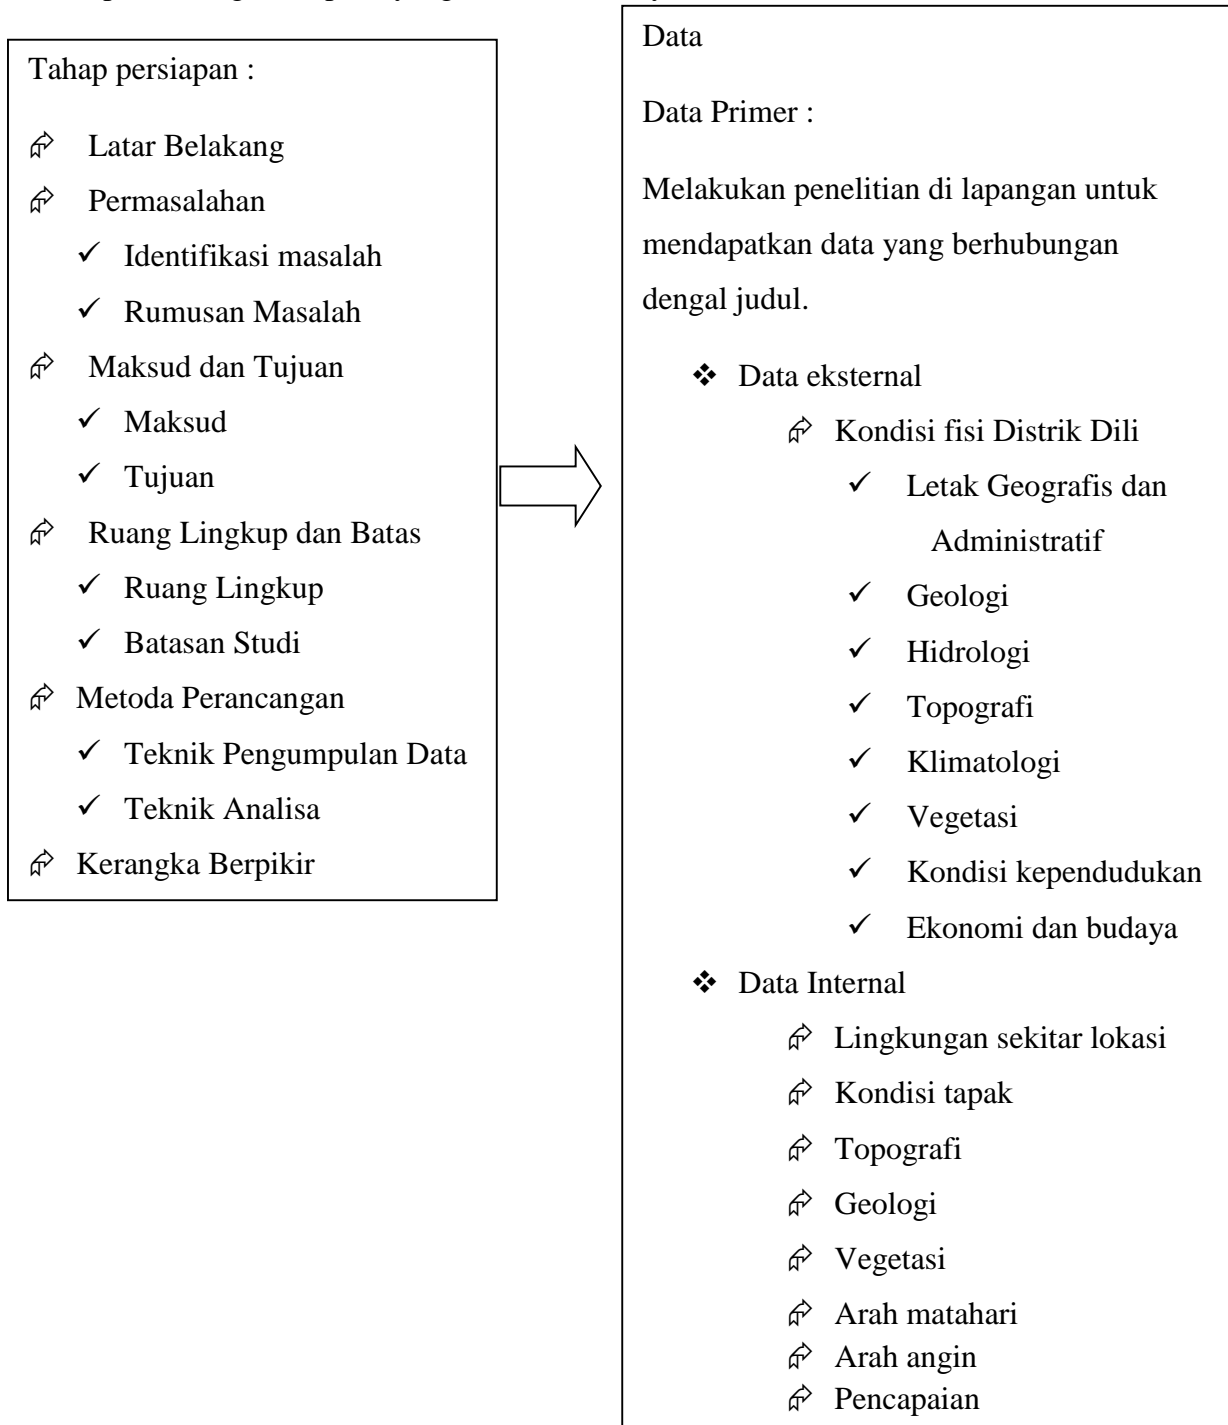 Tahap persiapan :
Latar Belakang
Permasalahan
✓ Identifikasi masalah
✓ Rumusan Masalah
Maksud dan Tujuan
✓ Maksud
✓ Tujuan
Ruang Lingkup dan Batas
✓ Ruang Lingkup
✓ Batasan Studi
Metoda Perancangan
✓ Teknik Pengumpulan Data
✓ Teknik Analisa
Kerangka Berpikir
Data
Data Primer :
Melakukan penelitian di lapangan untuk
mendapatkan data yang berhubungan
dengal judul.
❖ Data eksternal
Kondisi fisi Distrik Dili
✓ Letak Geografis dan
Administratif
✓ Geologi
✓ Hidrologi
✓ Topografi
✓ Klimatologi
✓ Vegetasi
✓ Kondisi kependudukan
✓ Ekonomi dan budaya
❖ Data Internal
Lingkungan sekitar lokasi
Kondisi tapak
Topografi
Geologi
Vegetasi
Arah matahari
Arah angin
Pencapaian